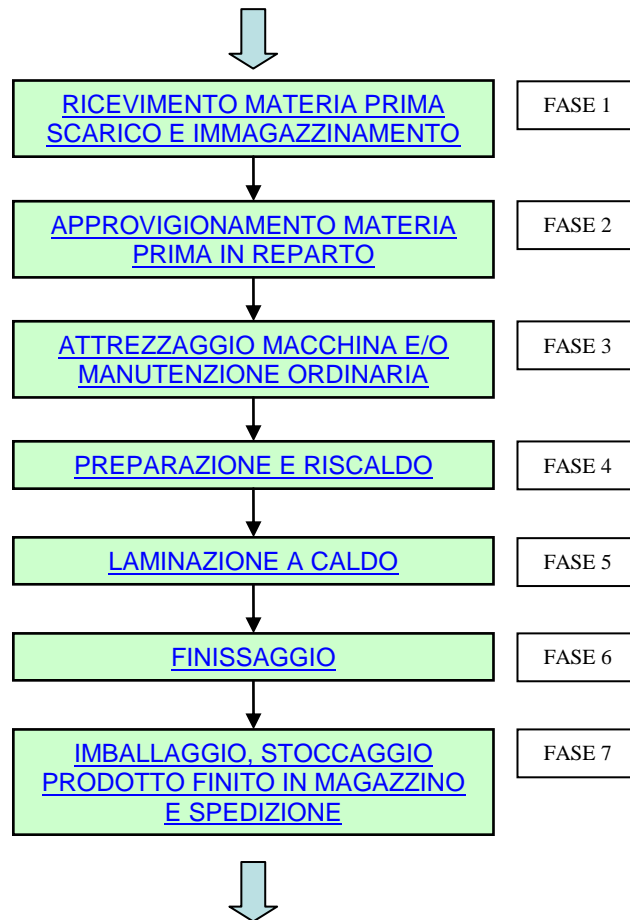 RICEVIMENTO MATERIA PRIMA
SCARICO E IMMAGAZZINAMENTO
FASE 1
APPROVIGIONAMENTO MATERIA
PRIMA IN REPARTO
FASE 2
ATTREZZAGGIO MACCHINA E/O
MANUTENZIONE ORDINARIA
FASE 3
PREPARAZIONE E RISCALDO
FASE 4
LAMINAZIONE A CALDO
FASE 5
FINISSAGGIO
FASE 6
IMBALLAGGIO, STOCCAGGIO
PRODOTTO FINITO IN MAGAZZINO
E SPEDIZIONE
FASE 7